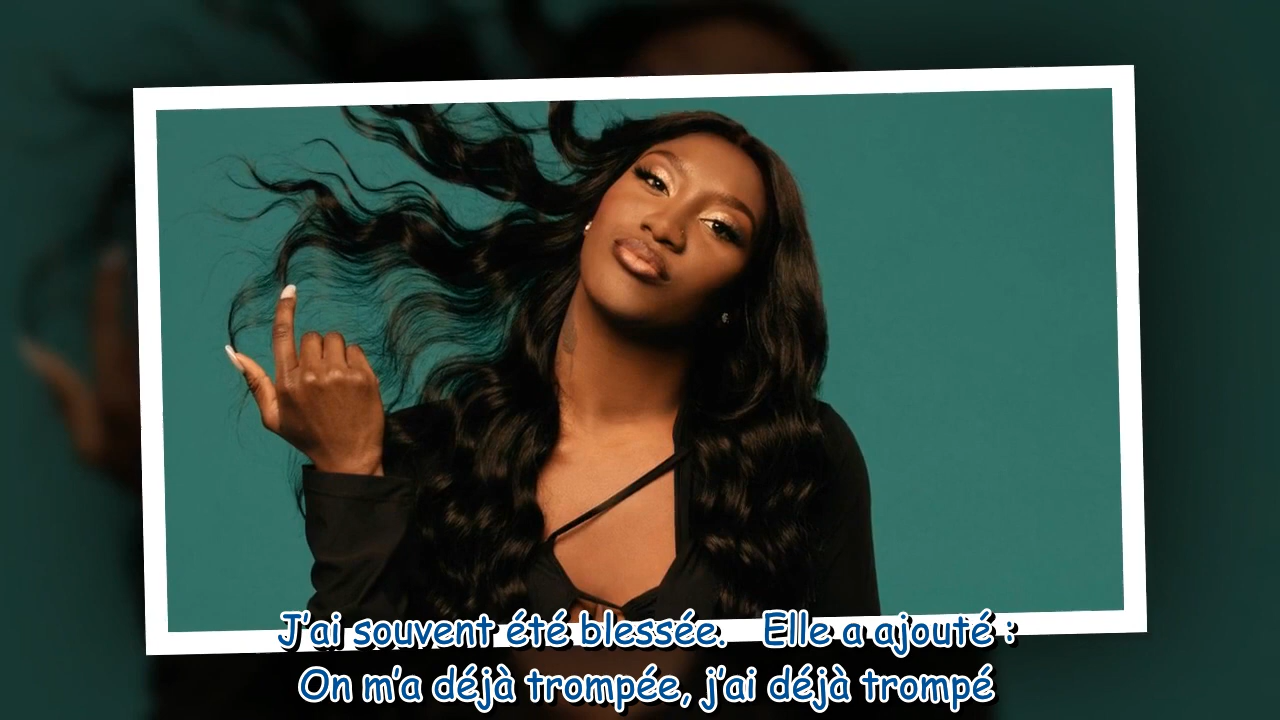 J'ai souvent été blessée. Elle a ajouté :
On m'a déjà trompée, j'ai déjà trompé